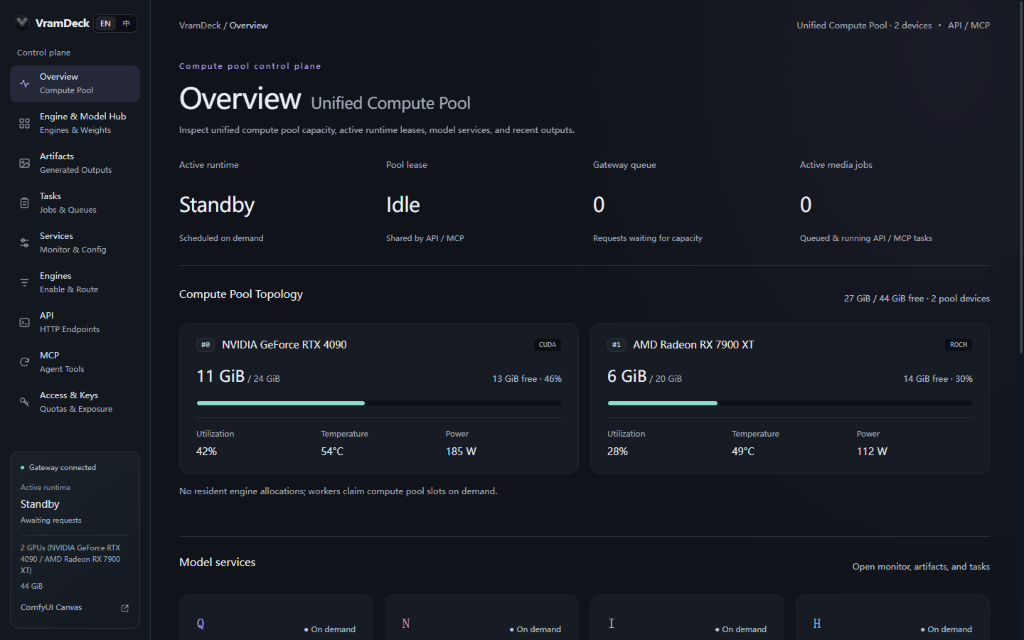 VramDeck EN 中
Control plane
Overview
Compute Pool
Engine & Model Hub
Engines & Weights
Artifacts
Generated Outputs
Tasks
Jobs & Queues
Services
Monitor & Config
Engines
Enable & Route
API
HTTP Endpoints
MCP
Agent Tools
Access & Keys
Quotas & Exposure
Gateway connected
Active runtime
Standby
Awaiting requests
2 GPUs (NVIDIA GeForce RTX
4090 / AMD Radeon RX 7900
XT)
44 GiB
ComfyUI Canvas
VramDeck / Overview
Unified Compute Pool · 2 devices • API / MCP
Compute pool control plane
Overview Unified Compute Pool
Inspect unified compute pool capacity, active runtime leases, model services, and recent outputs.
Active runtime
Standby
Scheduled on demand
Pool lease
Idle
Shared by API / MCP
Gateway queue
0
Requests waiting for capacity
Active media jobs
0
Queued & running API / MCP tasks
Compute Pool Topology
27 GiB / 44 GiB free · 2 pool devices
#0 NVIDIA GeForce RTX 4090 CUDA
11 GiB / 24 GiB
13 GiB free · 46%
Utilization
42%
Temperature
54°C
Power
185 W
#1 AMD Radeon RX 7900 XT ROCM
6 GiB / 20 GiB
14 GiB free · 30%
Utilization
28%
Temperature
49°C
Power
112 W
No resident engine allocations; workers claim compute pool slots on demand.
Model services
Open monitor, artifacts, and tasks
Q On demand
N On demand
I On demand
H On demand